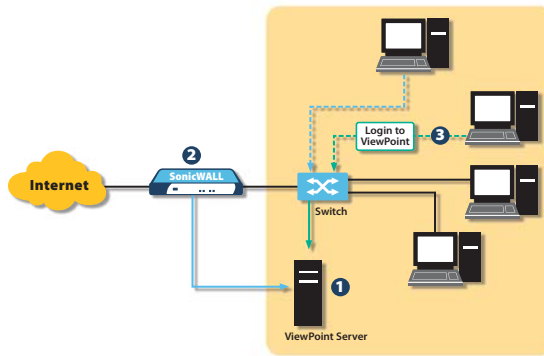 Login to
ViewPoint
3
2
SonicWALL
Internet
Switch
1
ViewPoint Server